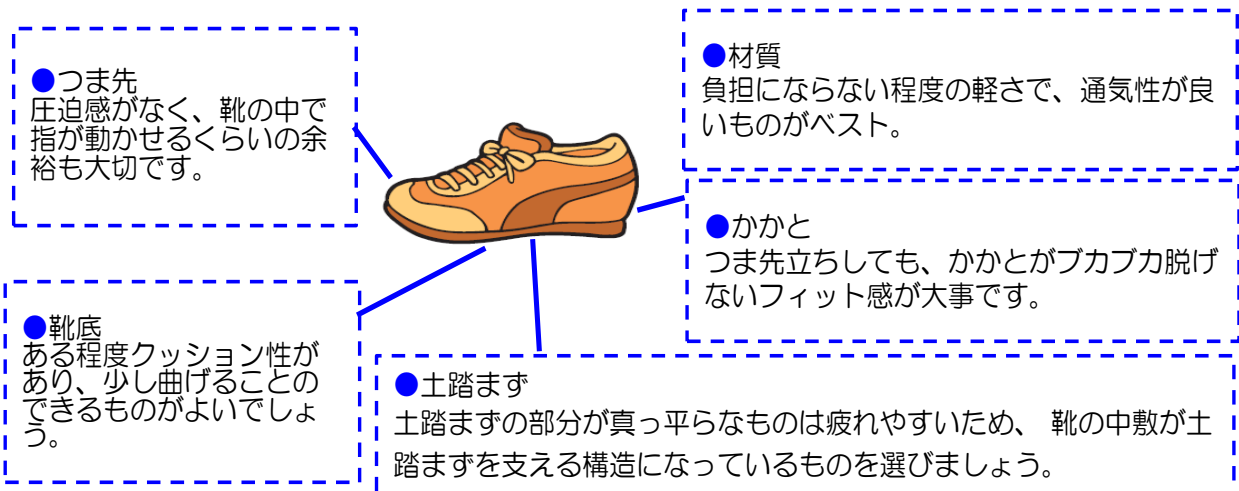 ●つま先
圧迫感がなく、靴の中で
指が動かせるくらいの余
裕も大切です。
●材質
負担にならない程度の軽さで、通気性が良
いものがベスト。
●かかと
つま先立ちしても、かかとがブカブカ脱げ
ないフィット感が大事です。
●靴底
ある程度クッション性が
あり、少し曲げることの
できるものがよいでしょ
う。
●土踏まず
土踏まずの部分が真っ平らなものは疲れやすいため、 靴の中敷が土
踏まずを支える構造になっているものを選びましょう。